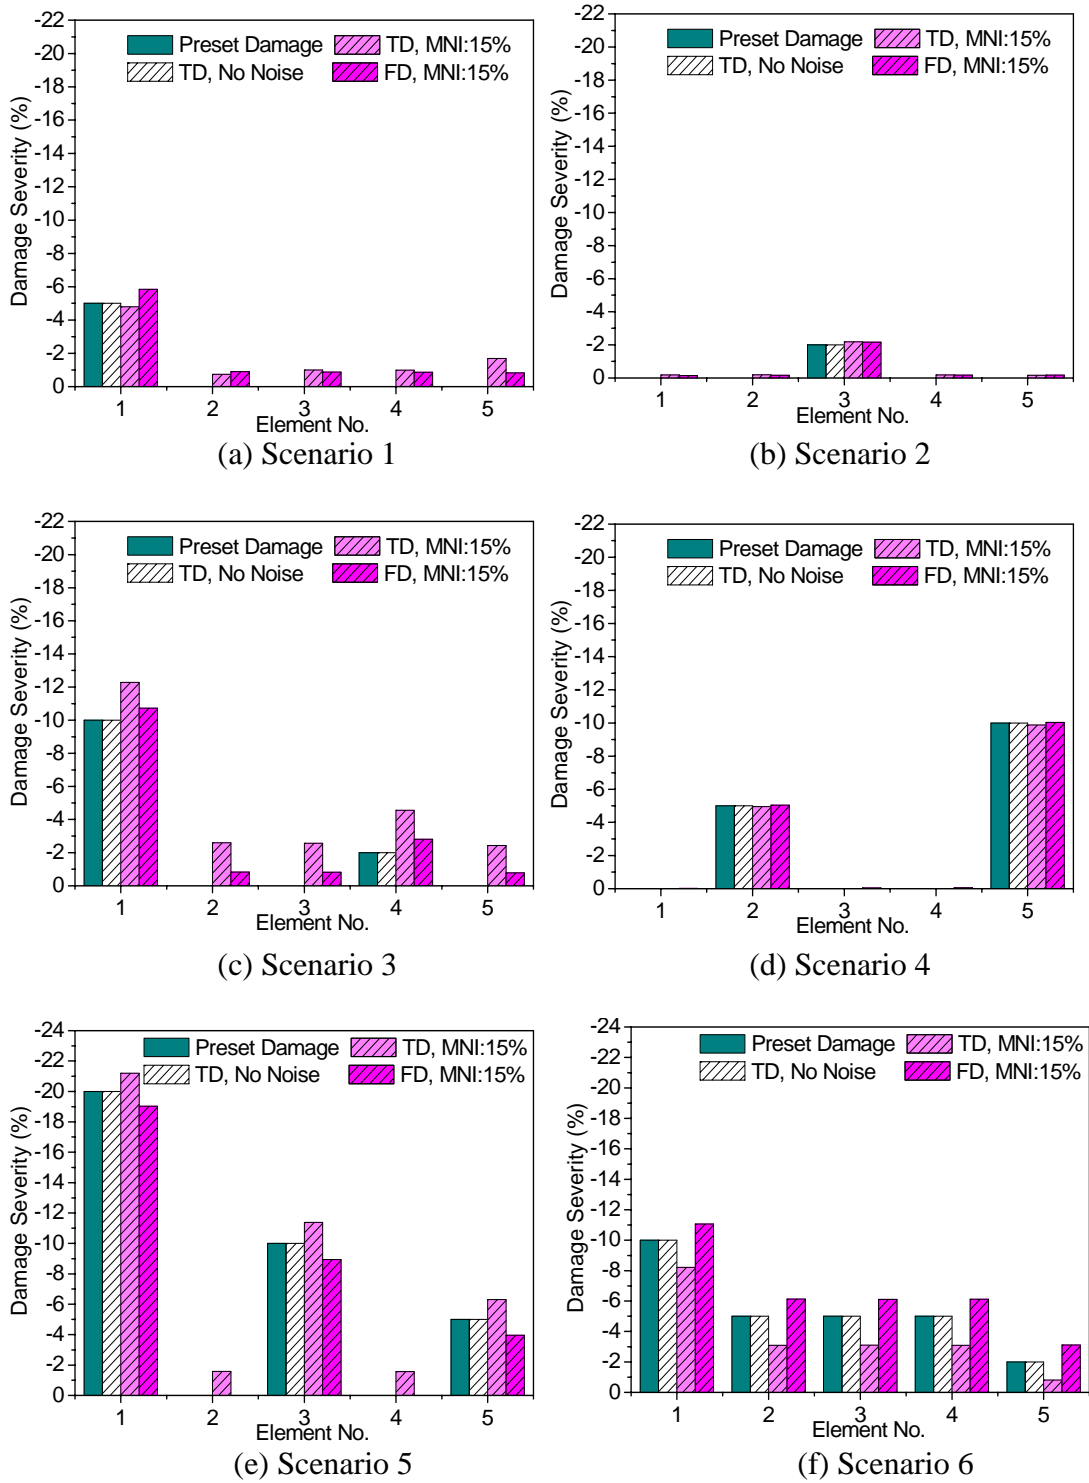 -22
-20
-18
-16
-14
-12
-10
-8
-6
-4
-2
0
Damage Severity (%)
Preset Damage
TD, MNI:15%
TD, No Noise
FD, MNI:15%
1 2 3 4 5
Element No.
(a) Scenario 1
-22
-20
-18
-16
-14
-12
-10
-8
-6
-4
-2
0
Damage Severity (%)
Preset Damage
TD, MNI:15%
TD, No Noise
FD, MNI:15%
1 2 3 4 5
Element No.
(b) Scenario 2
-22
-20
-18
-16
-14
-12
-10
-8
-6
-4
-2
0
Damage Severity (%)
Preset Damage
TD, MNI:15%
TD, No Noise
FD, MNI:15%
1 2 3 4 5
Element No.
(c) Scenario 3
-22
-20
-18
-16
-14
-12
-10
-8
-6
-4
-2
0
Damage Severity (%)
Preset Damage
TD, MNI:15%
TD, No Noise
FD, MNI:15%
1 2 3 4 5
Element No.
(d) Scenario 4
-24
-22
-20
-18
-16
-14
-12
-10
-8
-6
-4
-2
0
Damage Severity (%)
Preset Damage
TD, MNI:15%
TD, No Noise
FD, MNI:15%
1 2 3 4 5
Element No.
(e) Scenario 5
-24
-22
-20
-18
-16
-14
-12
-10
-8
-6
-4
-2
0
Damage Severity (%)
Preset Damage
TD, MNI:15%
TD, No Noise
FD, MNI:15%
1 2 3 4 5
Element No.
(f) Scenario 6